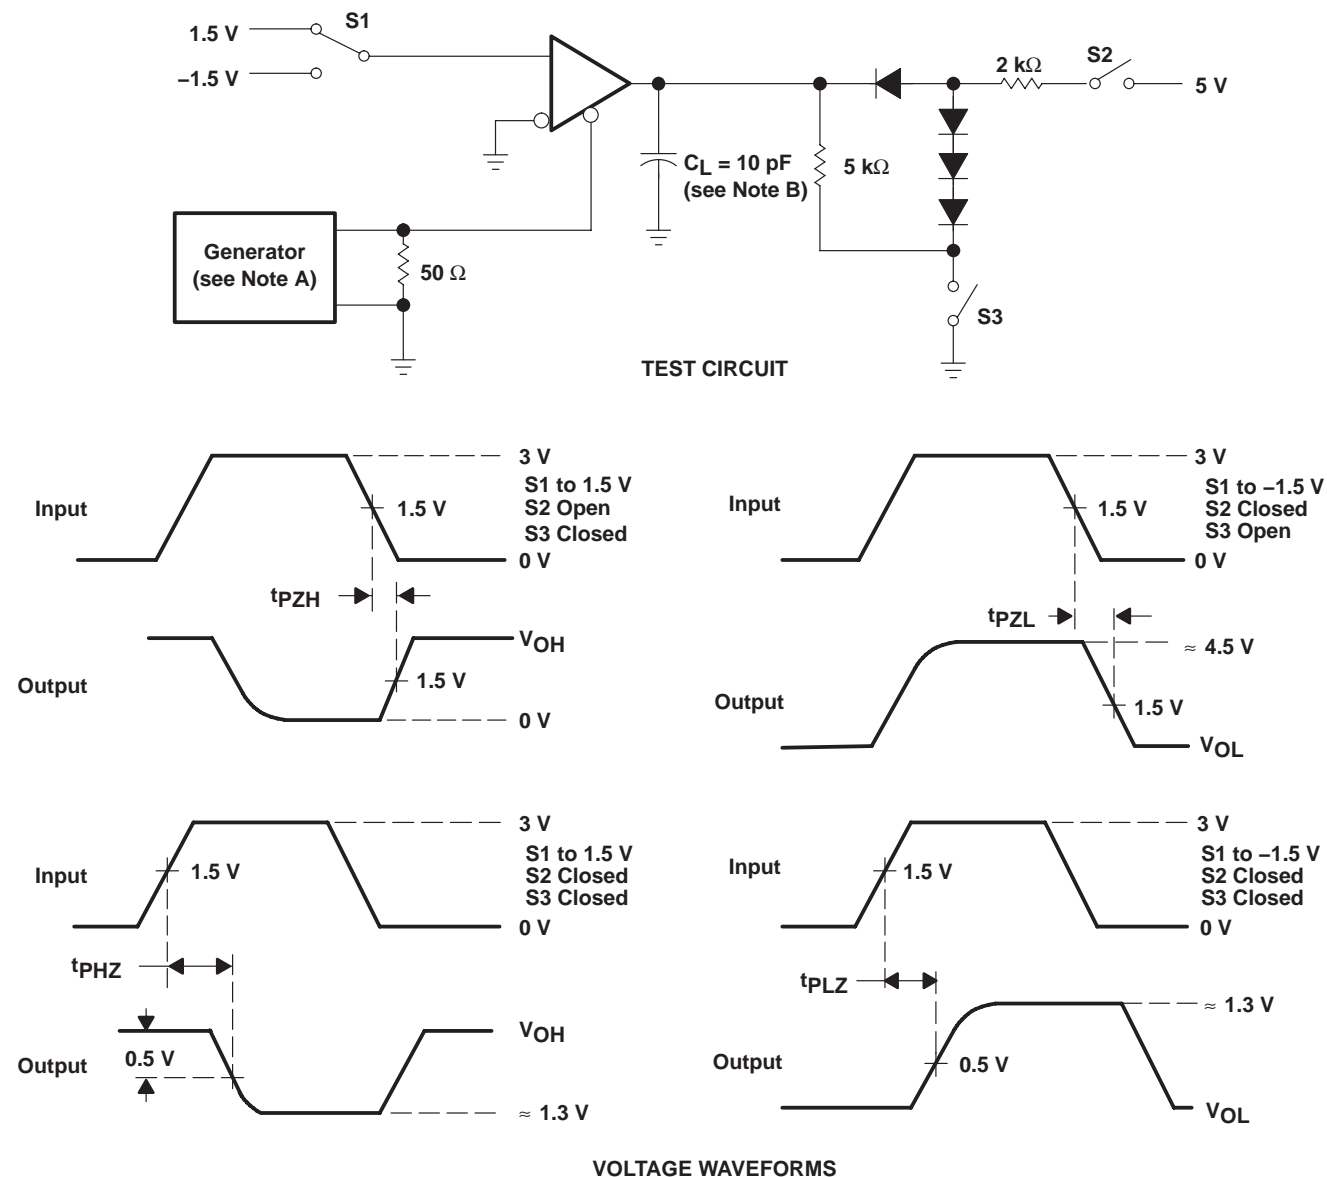 1.5 V
S1
–1.5 V
S2
2 kΩ
5 V
CL = 10 pF
(see Note B)
5 kΩ
Generator
(see Note A)
50 Ω
S3
TEST CIRCUIT
Input
3 V
S1 to 1.5 V
S2 Open
S3 Closed
1.5 V
0 V
tPZH
Output
VOH
1.5 V
0 V
Input
3 V
S1 to –1.5 V
S2 Closed
S3 Open
1.5 V
0 V
tPZL
≈ 4.5 V
Output
1.5 V
VOL
Input
3 V
S1 to 1.5 V
S2 Closed
S3 Closed
1.5 V
0 V
tPHZ
VOH
0.5 V
Output
≈ 1.3 V
Input
3 V
S1 to –1.5 V
S2 Closed
S3 Closed
1.5 V
0 V
tPLZ
≈ 1.3 V
Output
0.5 V
VOL
VOLTAGE WAVEFORMS